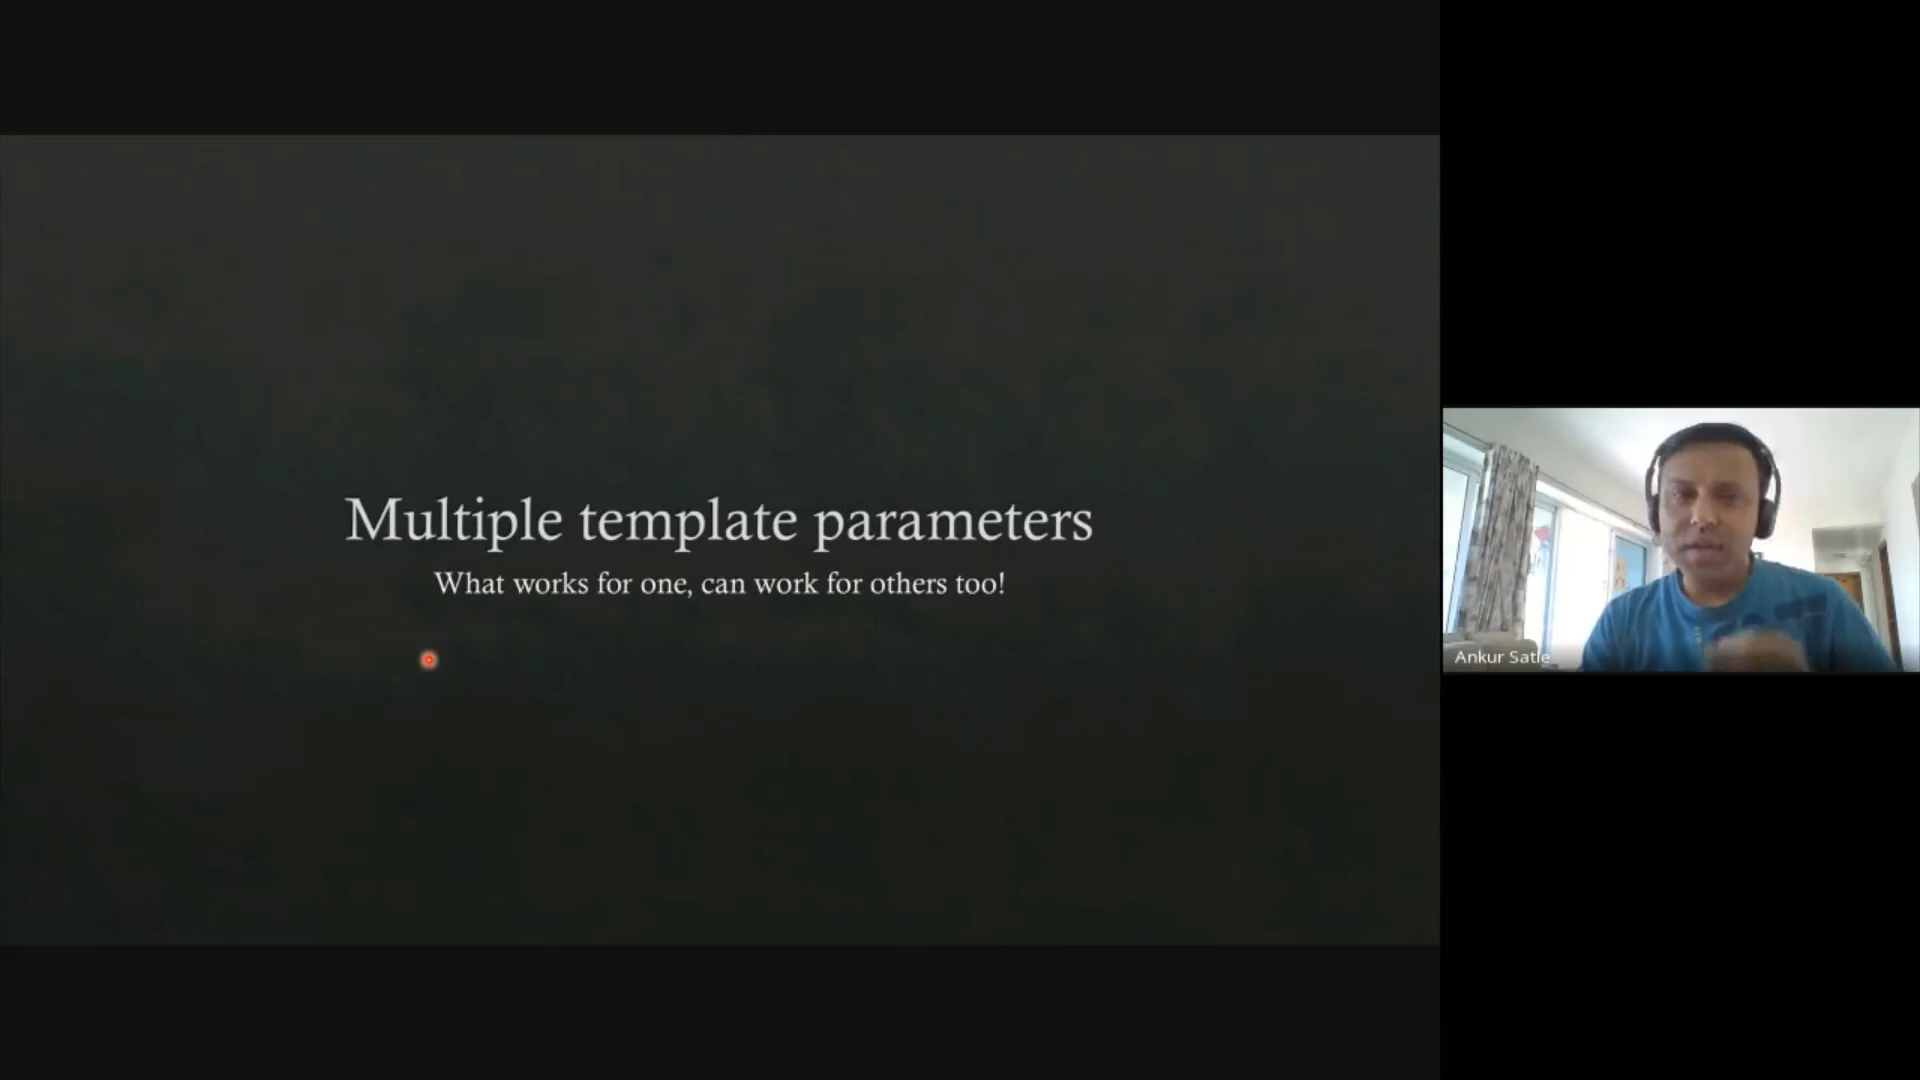 Multiple template parameters
What works for one, can work for others too!
Ankur Satle